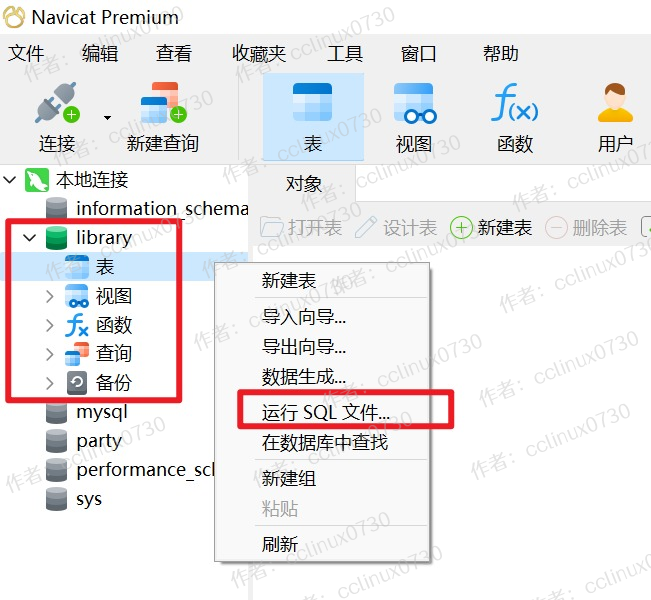 Navicat Premium
文件 编辑 查看 收藏夹 工具 窗口 帮助
连接 新建查询 表 视图 函数 用户
本地连接
对象
information_schema
打开表 设计表 新建表 删除表
library
表
视图
函数
查询
备份
mysql
party
performance_scl
sys
新建表
导入向导...
导出向导...
数据生成...
运行 SQL 文件...
在数据库中查找
新建组
粘贴
刷新
作者：cclinux0730